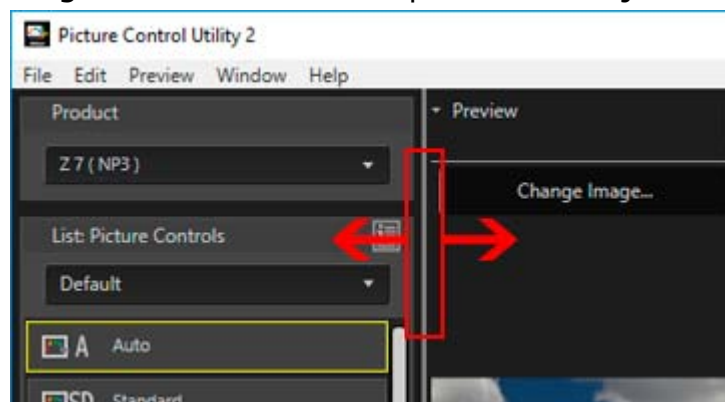 Picture Control Utility 2
File Edit Preview Window Help
Product
Preview
Z 7 ( NP3 )
Change Image...
List: Picture Controls
Default
A Auto
SD Standard